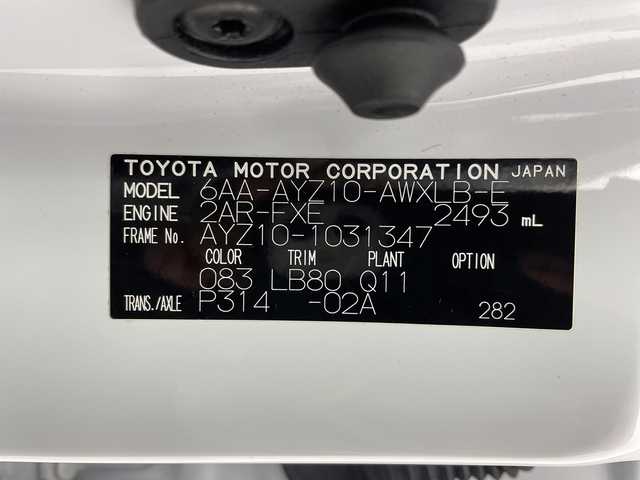 TOYOTA MOTOR CORPORATION JAPAN
MODEL 6AA-AYZ10-AWXLB-E
ENGINE 2AR-FXE 2493 mL
FRAME No. AYZ10-1031347
COLOR TRIM PLANT OPTION
083 LB80 Q11
TRANS./AXLE P314 -02A 282